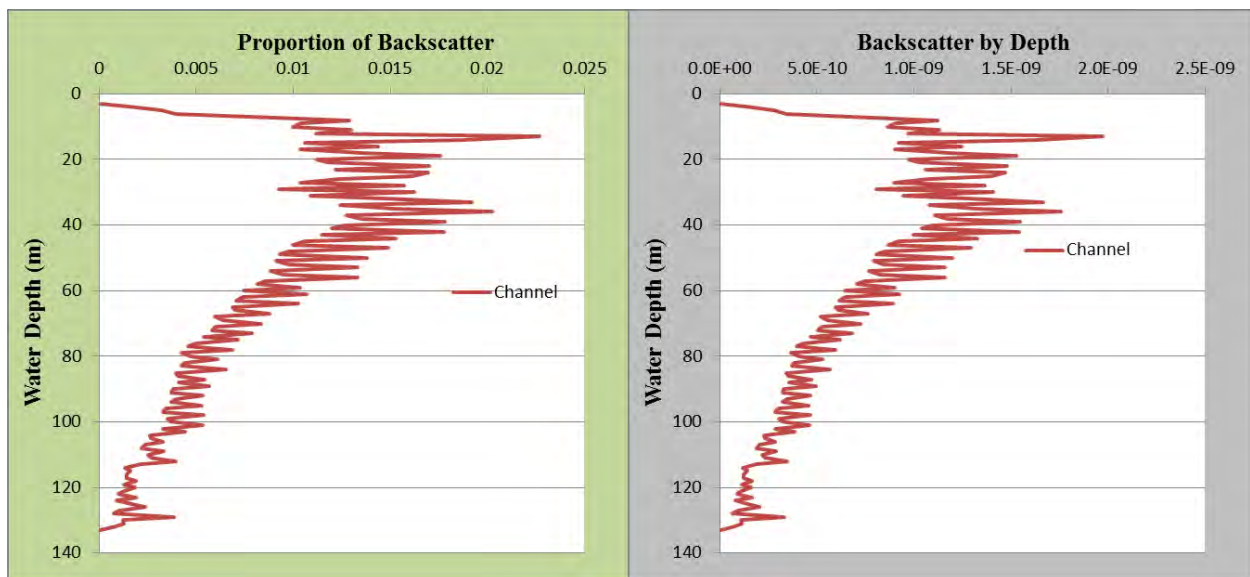 Proportion of Backscatter
0 0.005 0.01 0.015 0.02 0.025
0
20
40
60
80
100
120
140
Water Depth (m)
Channel
Backscatter by Depth
0.0E+00 5.0E-10 1.0E-09 1.5E-09 2.0E-09 2.5E-09
0
20
40
60
80
100
120
140
Water Depth (m)
Channel